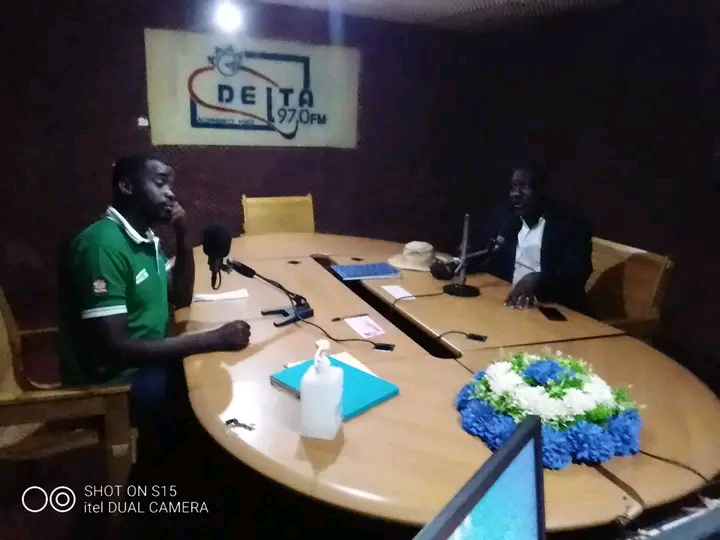 DELTA
97.0FM
SHOT ON S15
itel DUAL CAMERA